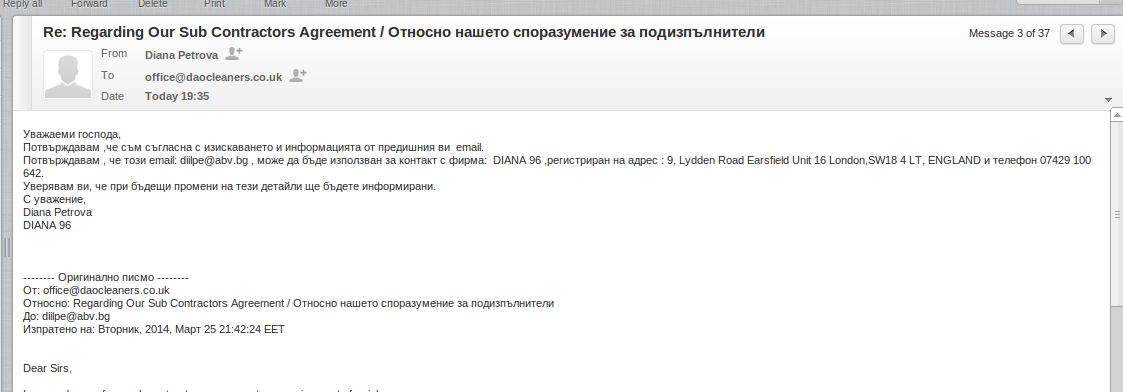 Reply all Forward Delete Print Mark More
Re: Regarding Our Sub Contractors Agreement / Относно нашето споразумение за подизпълнители
Message 3 of 37
From Diana Petrova
To office@daocleaners.co.uk
Date Today 19:35
Уважаеми господа,
Потвърждавам ,че съм съгласна с изискаването и информацията от предишния ви email.
Потвърждавам , че този email: diilpe@abv.bg , може да бъде използван за контакт с фирма: DIANA 96 ,регистриран на адрес : 9, Lydden Road Earsfield Unit 16 London,SW18 4 LT, ENGLAND и телефон 07429 100
642.
Уверявам ви, че при бъдещи промени на тези детайли ще бъдете информирани.
С уважение,
Diana Petrova
DIANA 96
-------- Оригинално писмо --------
От: office@daocleaners.co.uk
Относно: Regarding Our Sub Contractors Agreement / Относно нашето споразумение за подизпълнители
До: diilpe@abv.bg
Изпратено на: Вторник, 2014, Март 25 21:42:24 EET
Dear Sirs,